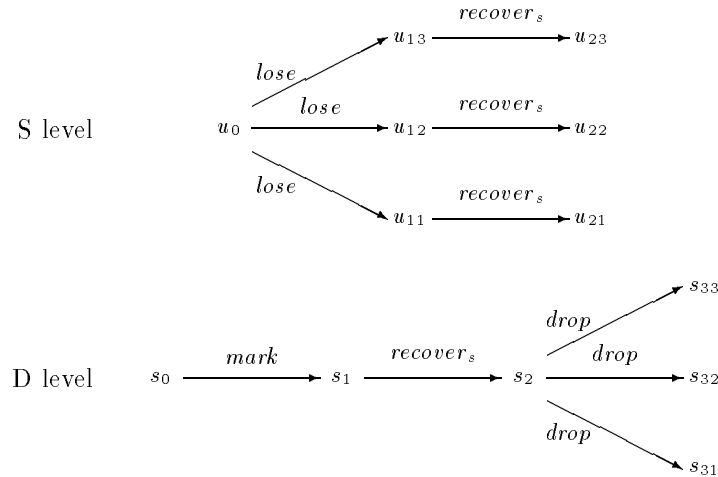 recover_s
u_13 u_23
lose
lose recover_s
S level u_0 u_12 u_22
lose recover_s
u_11 u_21
s_33
drop
mark recover_s drop
D level s_0 s_1 s_2 s_32
drop
s_31